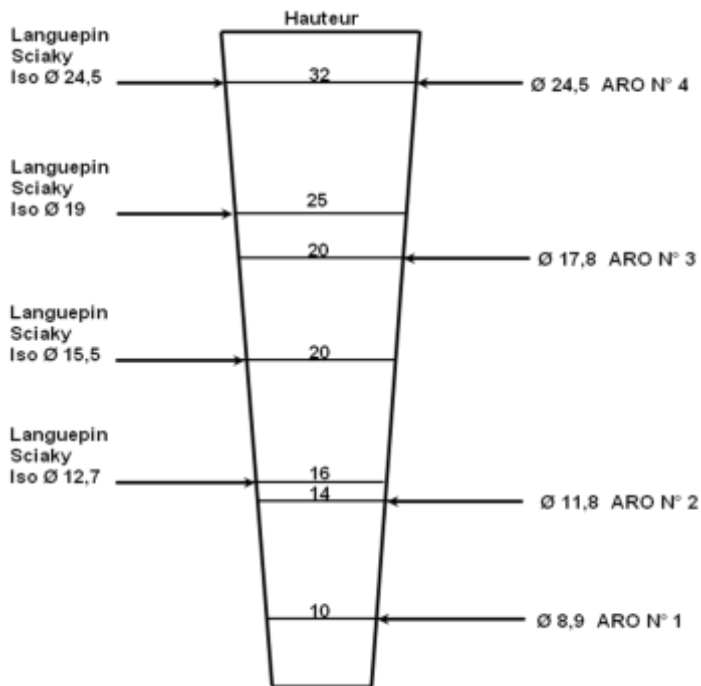 Hauteur
Languepin
Sciaky
Iso Ø 24,5
32
Ø 24,5 ARO N° 4
Languepin
Sciaky
Iso Ø 19
25
20
Ø 17,8 ARO N° 3
Languepin
Sciaky
Iso Ø 15,5
20
Languepin
Sciaky
Iso Ø 12,7
16
14
Ø 11,8 ARO N° 2
10
Ø 8,9 ARO N° 1